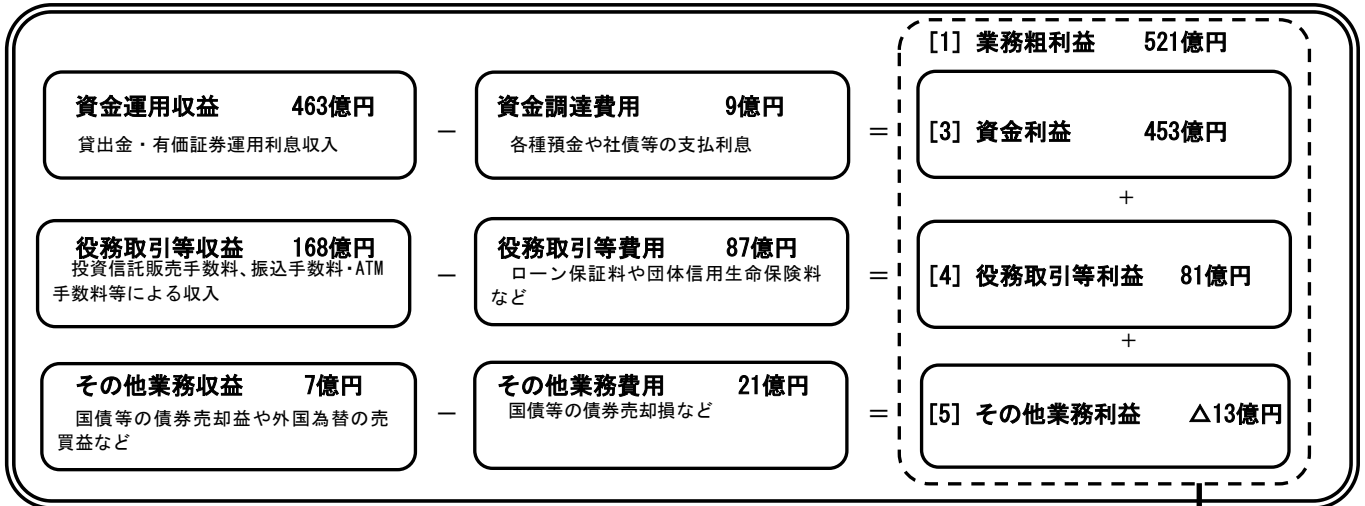 [1] 業務粗利益 521億円
資金運用収益 463億円
貸出金・有価証券運用利息収入
－
資金調達費用 9億円
各種預金や社債等の支払利息
＝
[3] 資金利益 453億円
＋
役務取引等収益 168億円
投資信託販売手数料、振込手数料・ATM
手数料等による収入
－
役務取引等費用 87億円
ローン保証料や団体信用生命保険料
など
＝
[4] 役務取引等利益 81億円
＋
その他業務収益 7億円
国債等の債券売却益や外国為替の売
買益など
－
その他業務費用 21億円
国債等の債券売却損など
＝
[5] その他業務利益 △13億円